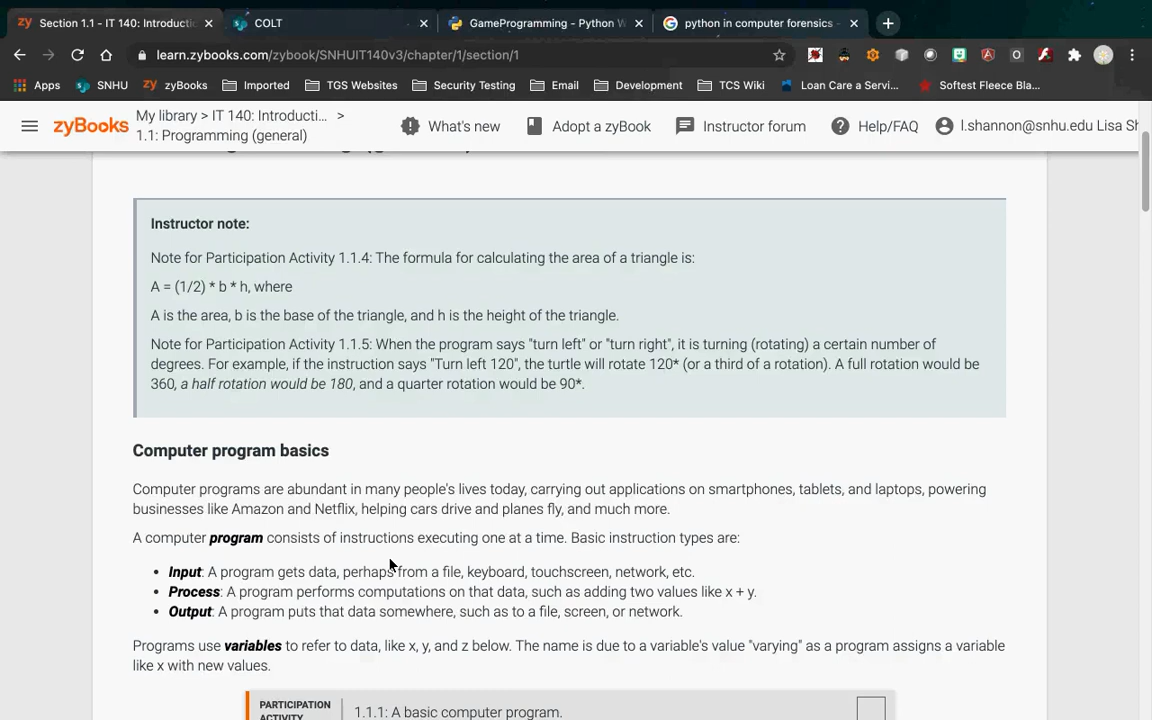 Section 1.1 - IT 140: Introducti
COLT
GameProgramming - Python W
python in computer forensics -
learn.zybooks.com/zybook/SNHUIT140v3/chapter/1/section/1
Apps SNHU zyBooks Imported TGS Websites Security Testing Email Development TCS Wiki Loan Care a Servi... Softest Fleece Bla...
zyBooks My library > IT 140: Introducti... > What's new Adopt a zyBook Instructor forum Help/FAQ l.shannon@snhu.edu Lisa Sh
1.1: Programming (general)
Instructor note:
Note for Participation Activity 1.1.4: The formula for calculating the area of a triangle is:
A = (1/2) * b * h, where
A is the area, b is the base of the triangle, and h is the height of the triangle.
Note for Participation Activity 1.1.5: When the program says "turn left" or "turn right", it is turning (rotating) a certain number of
degrees. For example, if the instruction says "Turn left 120", the turtle will rotate 120* (or a third of a rotation). A full rotation would be
360, a half rotation would be 180, and a quarter rotation would be 90*.
Computer program basics
Computer programs are abundant in many people's lives today, carrying out applications on smartphones, tablets, and laptops, powering
businesses like Amazon and Netflix, helping cars drive and planes fly, and much more.
A computer program consists of instructions executing one at a time. Basic instruction types are:
• Input: A program gets data, perhaps from a file, keyboard, touchscreen, network, etc.
• Process: A program performs computations on that data, such as adding two values like x + y.
• Output: A program puts that data somewhere, such as to a file, screen, or network.
Programs use variables to refer to data, like x, y, and z below. The name is due to a variable's value "varying" as a program assigns a variable
like x with new values.
PARTICIPATION
ACTIVITY
1.1.1: A basic computer program.